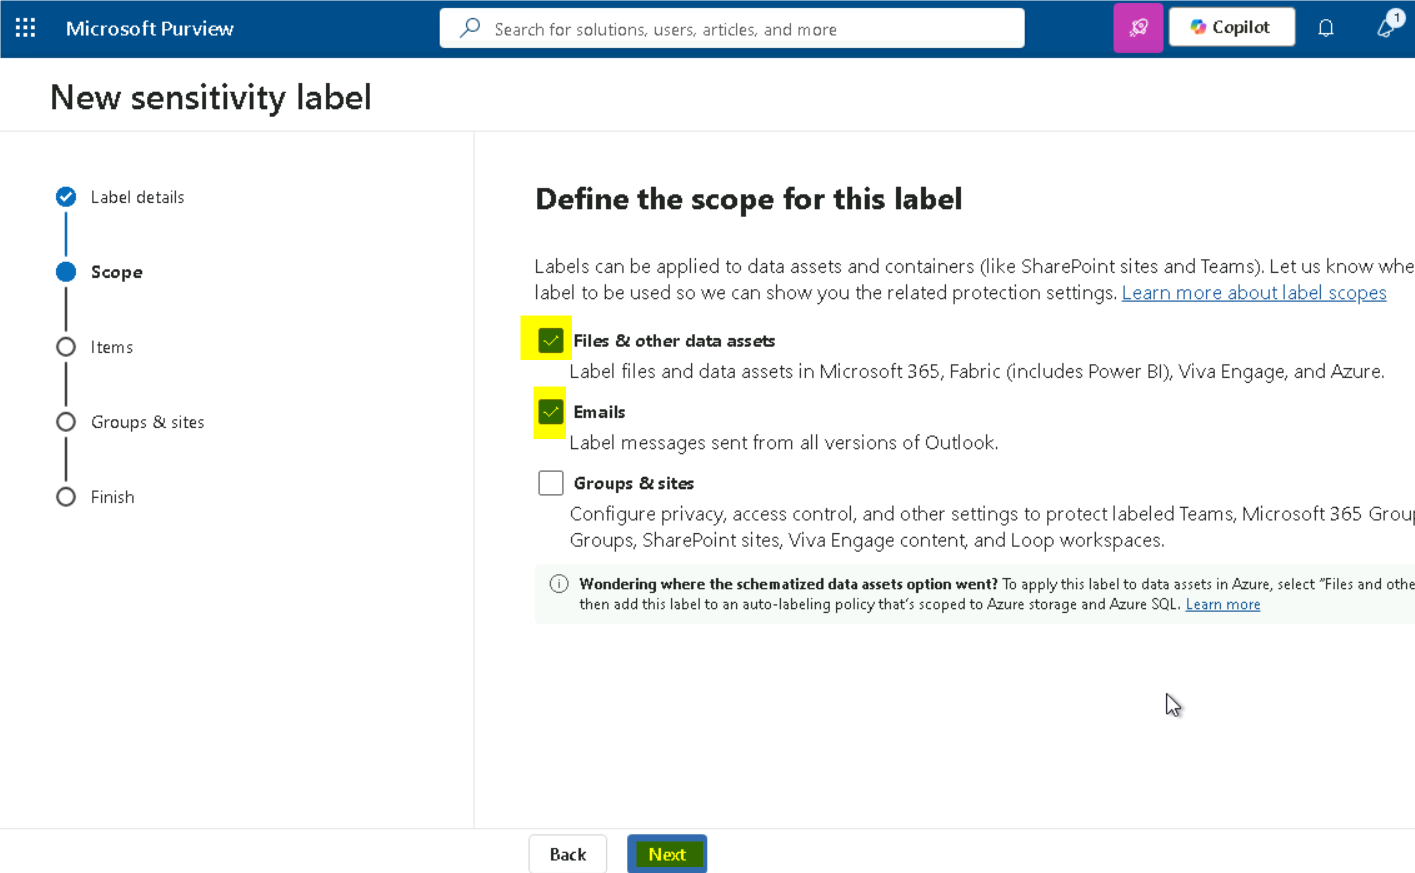 Microsoft Purview
Search for solutions, users, articles, and more
Copilot
1
New sensitivity label
Label details
Scope
Items
Groups & sites
Finish
Define the scope for this label
Labels can be applied to data assets and containers (like SharePoint sites and Teams). Let us know
label to be used so we can show you the related protection settings. Learn more about label scopes
Files & other data assets
Label files and data assets in Microsoft 365, Fabric (includes Power BI), Viva Engage, and Azure.
Emails
Label messages sent from all versions of Outlook.
Groups & sites
Configure privacy, access control, and other settings to protect labeled Teams, Microsoft 365
Groups, SharePoint sites, Viva Engage content, and Loop workspaces.
Wondering where the schematized data assets option went? To apply this label to data assets in Azure, select "Files and
then add this label to an auto-labeling policy that's scoped to Azure storage and Azure SQL. Learn more
Back
Next